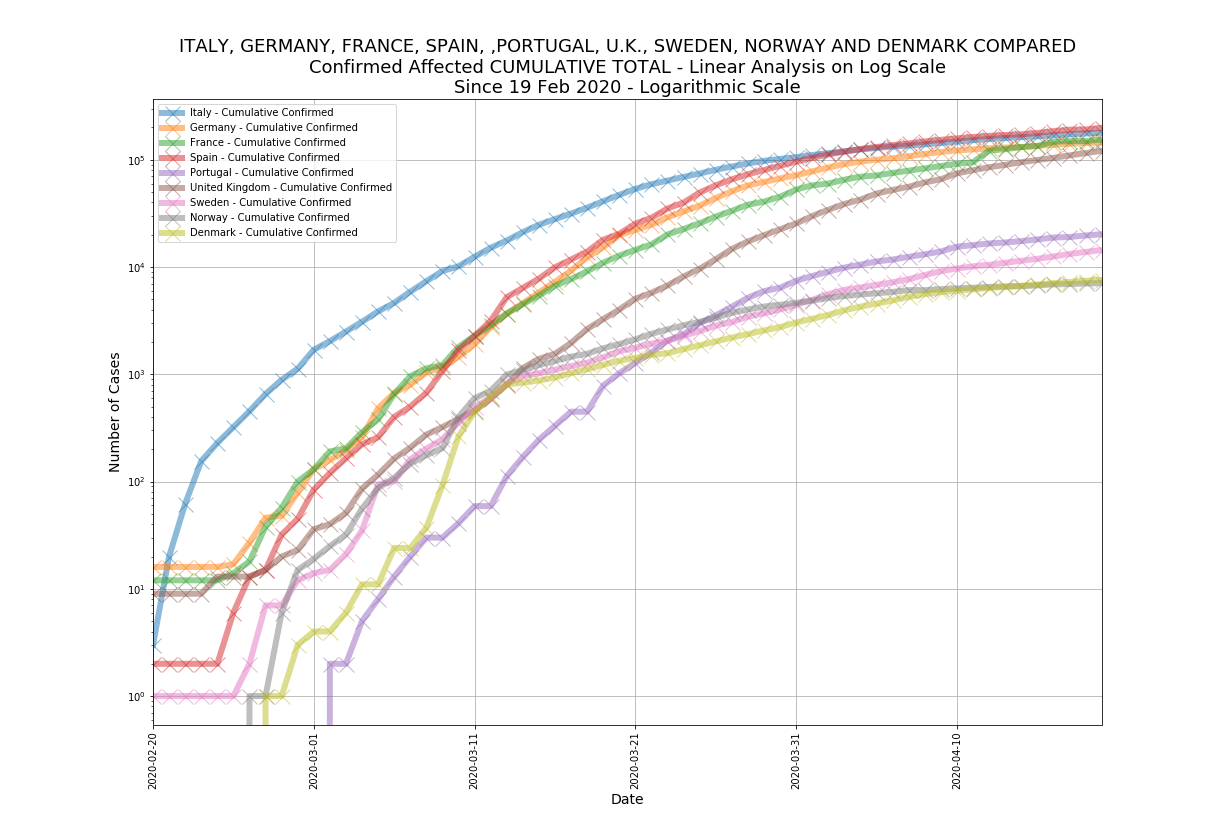 ITALY, GERMANY, FRANCE, SPAIN, ,PORTUGAL, U.K., SWEDEN, NORWAY AND DENMARK COMPARED
Confirmed Affected CUMULATIVE TOTAL - Linear Analysis on Log Scale
Since 19 Feb 2020 - Logarithmic Scale
Italy - Cumulative Confirmed
Germany - Cumulative Confirmed
France - Cumulative Confirmed
Spain - Cumulative Confirmed
Portugal - Cumulative Confirmed
United Kingdom - Cumulative Confirmed
Sweden - Cumulative Confirmed
Norway - Cumulative Confirmed
Denmark - Cumulative Confirmed
Number of Cases
10⁵
10⁴
10³
10²
10¹
10⁰
2020-02-20
2020-03-01
2020-03-11
2020-03-21
2020-03-31
2020-04-10
Date